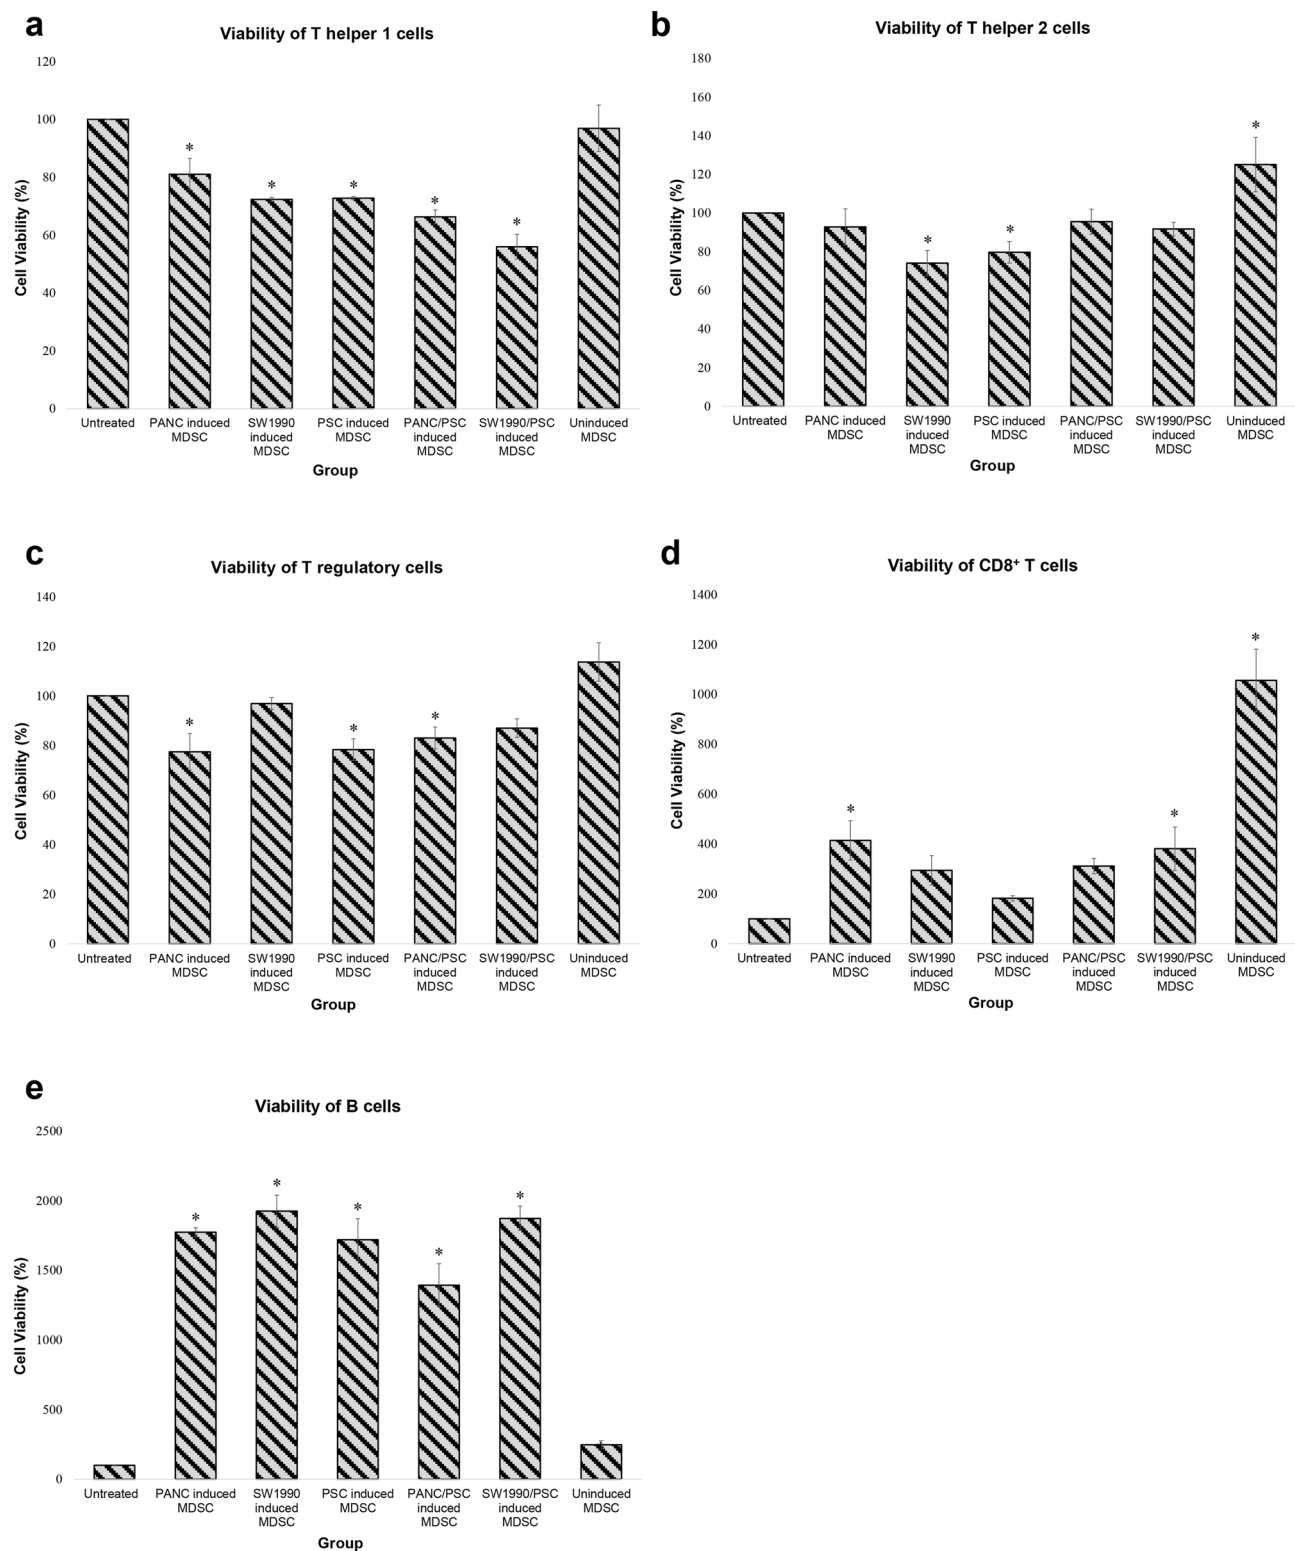 a
Viability of T helper 1 cells
120
100
80
60
40
20
0
Cell Viability (%)
*
*
*
*
*
Untreated
PANC induced
MDSC
SW1990
induced
MDSC
PSC induced
MDSC
PANC/PSC
induced
MDSC
SW1990/PSC
induced
MDSC
Uninduced
MDSC
Group
b
Viability of T helper 2 cells
180
160
140
120
100
80
60
40
20
0
Cell Viability (%)
*
*
*
Untreated
PANC induced
MDSC
SW1990
induced
MDSC
PSC induced
MDSC
PANC/PSC
induced
MDSC
SW1990/PSC
induced
MDSC
Uninduced
MDSC
Group
c
Viability of T regulatory cells
140
120
100
80
60
40
20
0
Cell Viability (%)
*
*
*
Untreated
PANC induced
MDSC
SW1990
induced
MDSC
PSC induced
MDSC
PANC/PSC
induced
MDSC
SW1990/PSC
induced
MDSC
Uninduced
MDSC
Group
d
Viability of CD8⁺ T cells
1400
1200
1000
800
600
400
200
0
Cell Viability (%)
*
*
*
Untreated
PANC induced
MDSC
SW1990
induced
MDSC
PSC induced
MDSC
PANC/PSC
induced
MDSC
SW1990/PSC
induced
MDSC
Uninduced
MDSC
Group
e
Viability of B cells
2500
2000
1500
1000
500
0
Cell Viability (%)
*
*
*
*
*
Untreated
PANC induced
MDSC
SW1990
induced
MDSC
PSC induced
MDSC
PANC/PSC
induced
MDSC
SW1990/PSC
induced
MDSC
Uninduced
MDSC
Group